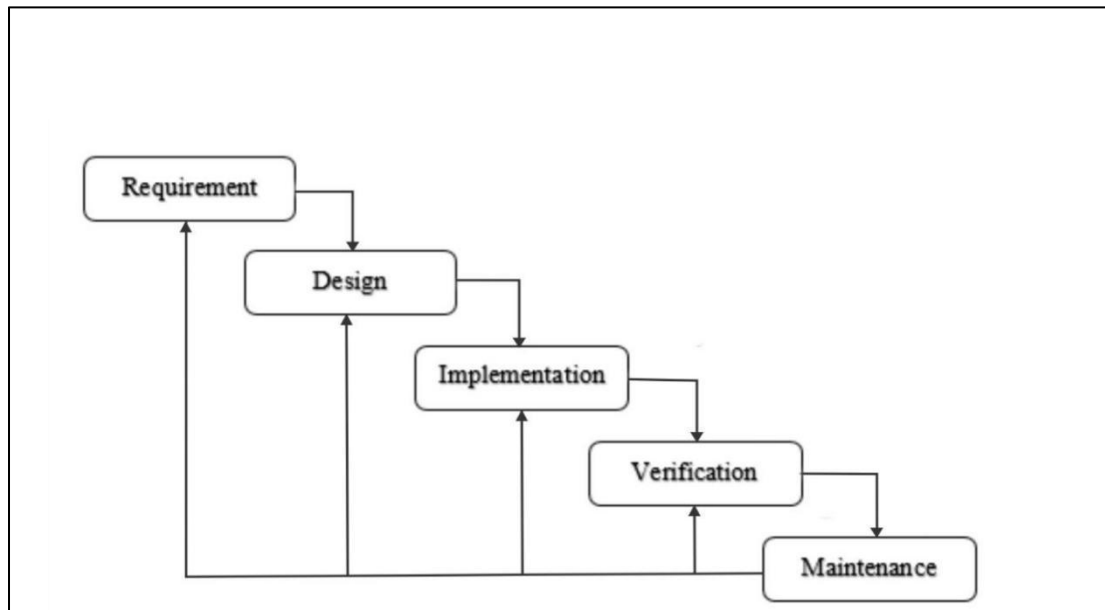 Requirement
Design
Implementation
Verification
Maintenance